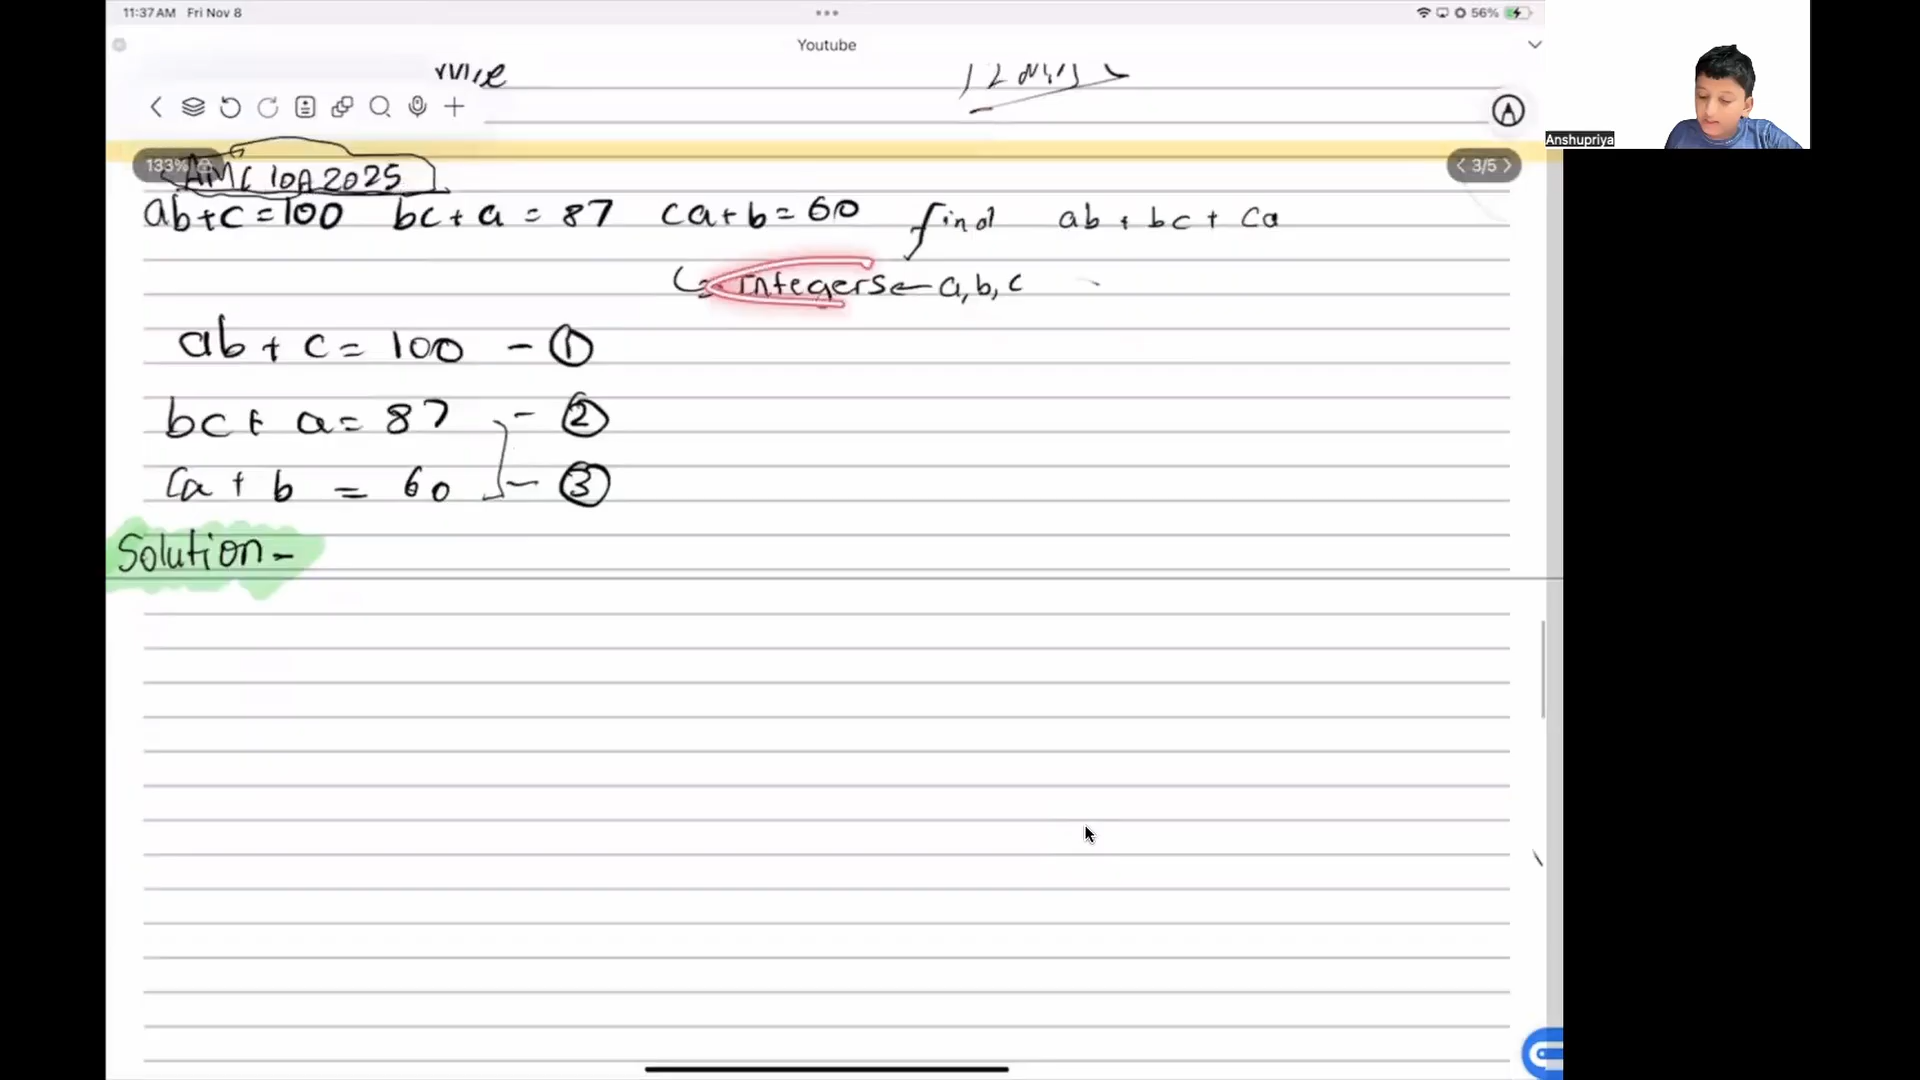 11:37 AM Fri Nov 8 56%
Youtube
133%
3/5
Anshupriya
AMC 10A 2025
ab+c=100 bc+a=87 ca+b=60 find ab+bc+ca
integers←a,b,c
ab+c=100 - ①
bc+a=87 - ②
ca+b=60 - ③
Solution-